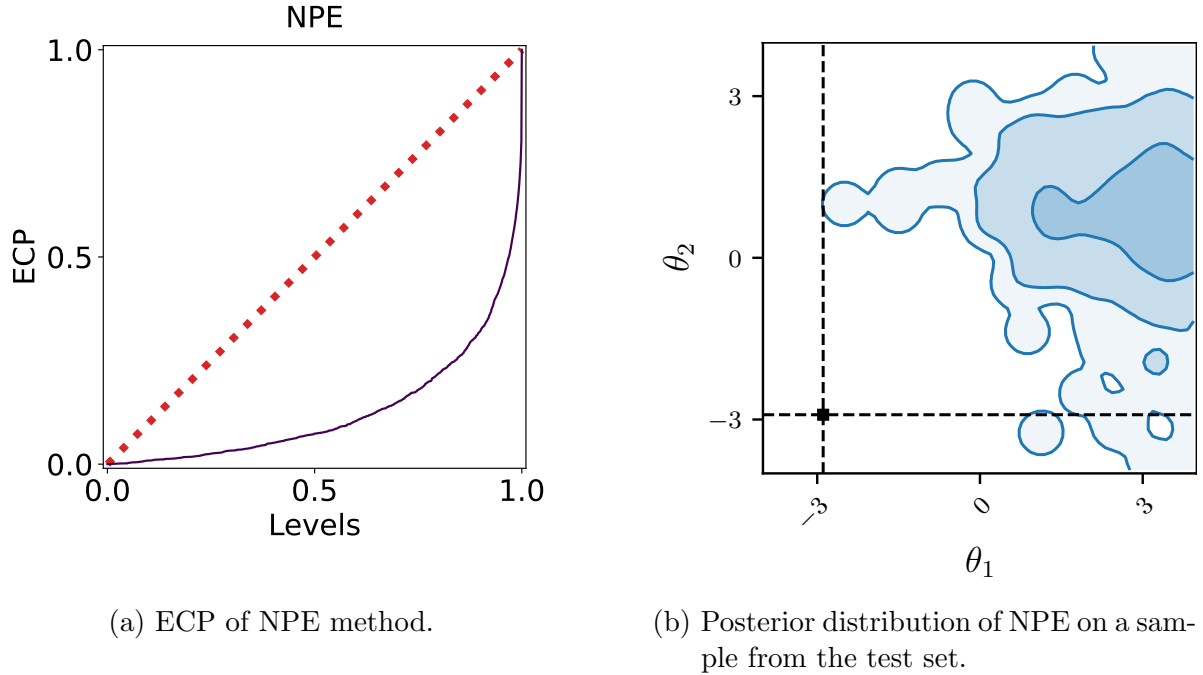 NPE
1.0
0.5
0.0
ECP
0.0 0.5 1.0
Levels
3
0
−3
θ2
−3 0 3
θ1
(a) ECP of NPE method.
(b) Posterior distribution of NPE on a sam-
ple from the test set.